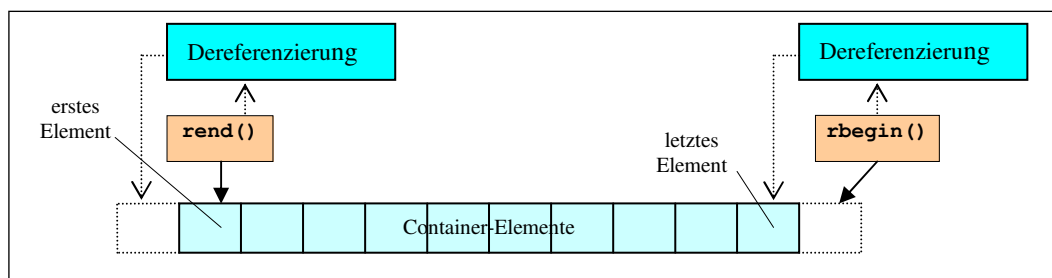 Dereferenzierung
Dereferenzierung
erstes
Element
rend()
letztes
Element
rbegin()
Container-Elemente